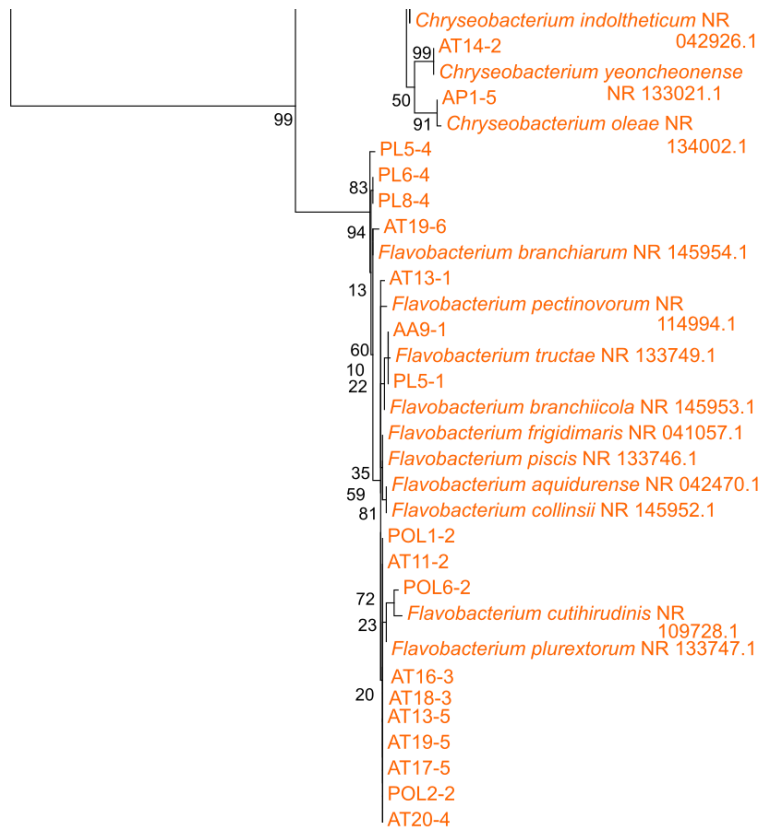 Chryseobacterium indoltheticum NR
042926.1
99
AT14-2
Chryseobacterium yeoncheonense
NR 133021.1
50
AP1-5
91
Chryseobacterium oleae NR
134002.1
99
PL5-4
83
PL6-4
PL8-4
94
AT19-6
Flavobacterium branchiarum NR 145954.1
13
AT13-1
Flavobacterium pectinovorum NR
114994.1
AA9-1
60
Flavobacterium tructae NR 133749.1
10
22
PL5-1
Flavobacterium branchiicola NR 145953.1
Flavobacterium frigidimaris NR 041057.1
Flavobacterium piscis NR 133746.1
35
Flavobacterium aquidurense NR 042470.1
59
81
Flavobacterium collinsii NR 145952.1
POL1-2
AT11-2
POL6-2
72
Flavobacterium cutihirudinis NR
109728.1
23
Flavobacterium plurextorum NR 133747.1
AT16-3
20
AT18-3
AT13-5
AT19-5
AT17-5
POL2-2
AT20-4